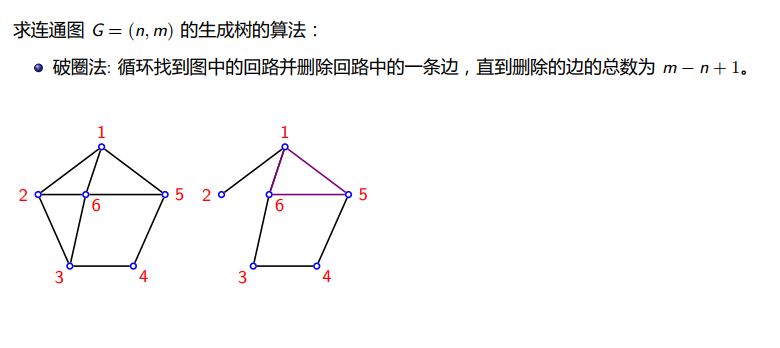 求连通图 G = (n, m) 的生成树的算法：
破圈法: 循环找到图中的回路并删除回路中的一条边，直到删除的边的总数为 m − n + 1。
1 1
2 6 5 2 6 5
3 4 3 4